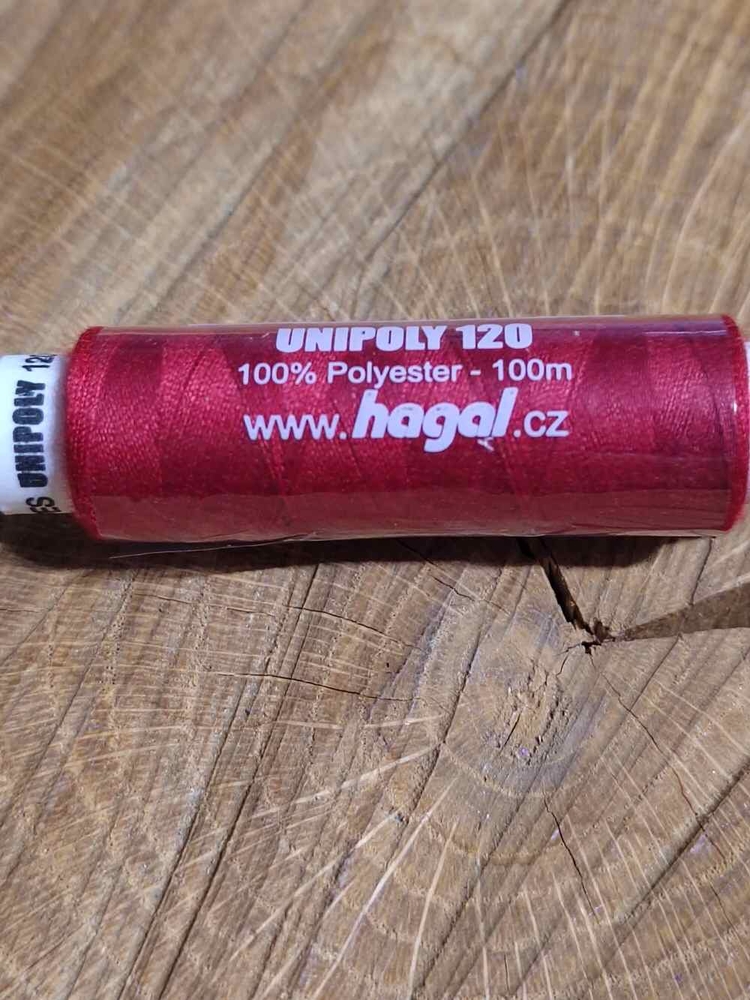 UNIPOLY 120
100% Polyester - 100m
www.hagal.cz
UNIPOLY 12